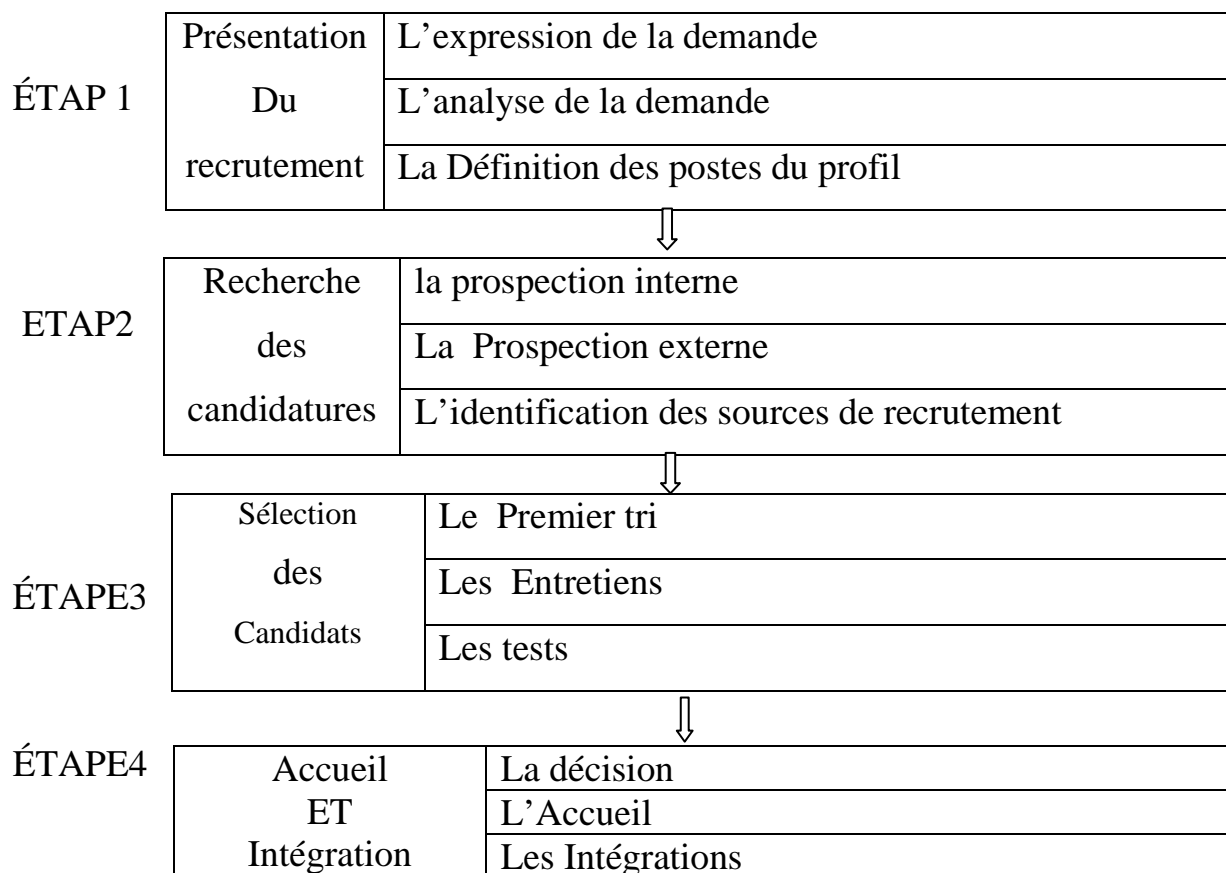 Présentation L’expression de la demande
ÉTAP 1 Du L’analyse de la demande
recrutement La Définition des postes du profil
Recherche la prospection interne
ETAP2 des La Prospection externe
candidatures L’identification des sources de recrutement
Sélection Le Premier tri
ÉTAPE3 des Les Entretiens
Candidats Les tests
ÉTAPE4 Accueil La décision
ET L’Accueil
Intégration Les Intégrations